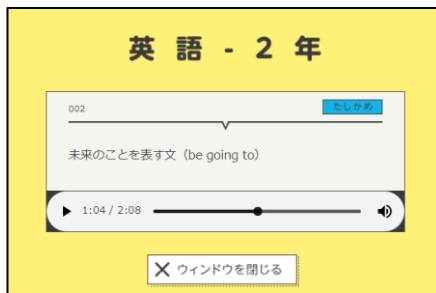 英語-2年
002
たしかめ
未来のことを表す文（be going to）
1:04 / 2:08
ウィンドウを閉じる